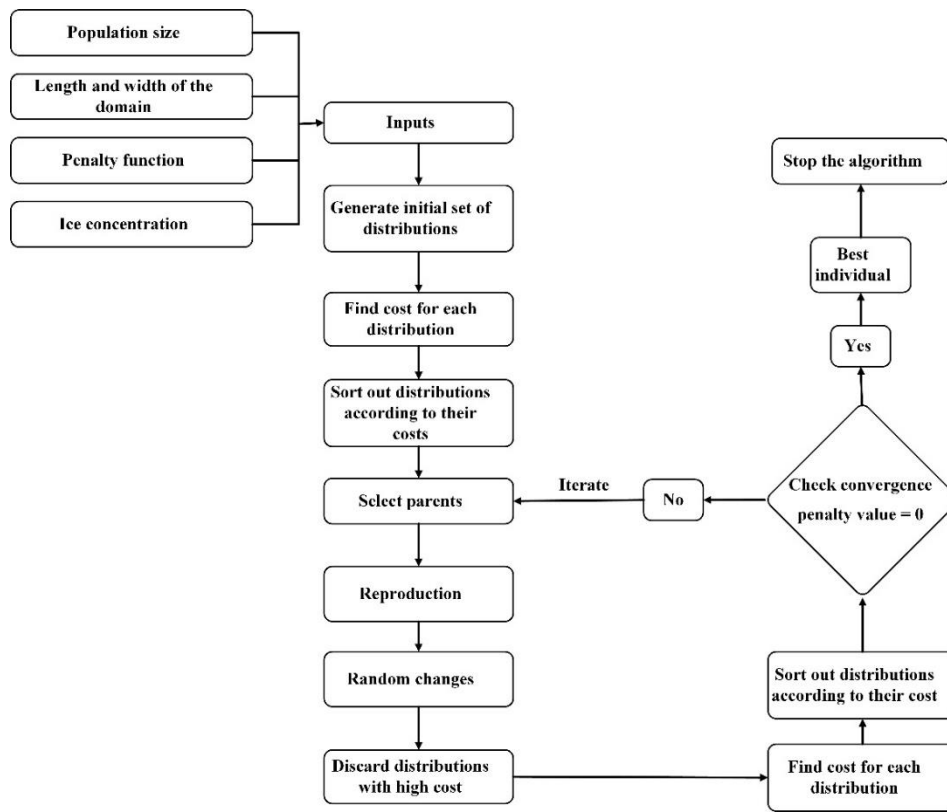 Population size
Length and width of the
domain
Penalty function
Ice concentration
Inputs
Generate initial set of
distributions
Find cost for each
distribution
Sort out distributions
according to their
costs
Select parents
Reproduction
Random changes
Discard distributions
with high cost
Find cost for each
distribution
Sort out distributions
according to their cost
Check convergence
penalty value = 0
No
Iterate
Yes
Best
individual
Stop the algorithm